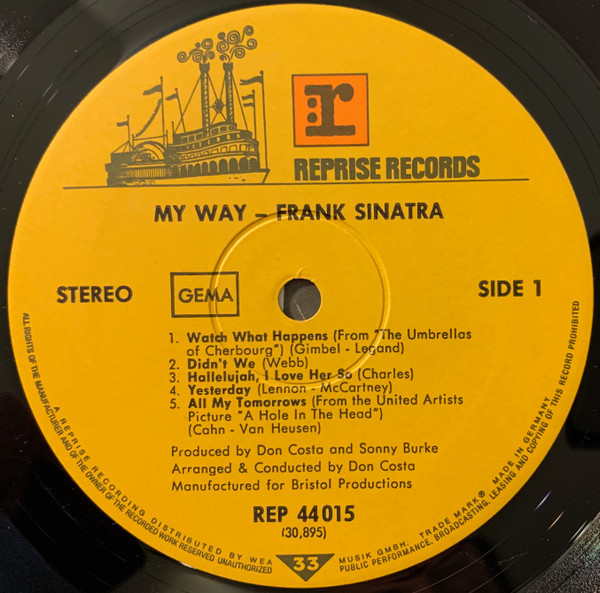 r:
REPRISE RECORDS
MY WAY – FRANK SINATRA
STEREO
GEMA
SIDE 1
1. Watch What Happens (From "The Umbrellas
of Cherbourg") (Gimbel - Legand)
2. Didn't We (Webb)
3. Hallelujah, I Love Her So (Charles)
4. Yesterday (Lennon - McCartney)
5. All My Tomorrows (From the United Artists
Picture "A Hole In The Head")
(Cahn - Van Heusen)
Produced by Don Costa and Sonny Burke
Arranged & Conducted by Don Costa
Manufactured for Bristol Productions
REP 44 015
(30,895)
33
A REPRISE RECORDING DISTRIBUTED BY WEA MUSIK GMBH. TRADE MARK® MADE IN GERMANY
ALL RIGHTS OF THE MANUFACTURER AND OF THE OWNER OF THE RECORDED WORK RESERVED UNAUTHORIZED PUBLIC PERFORMANCE, BROADCASTING, LEASING AND COPYING OF THIS RECORD PROHIBITED